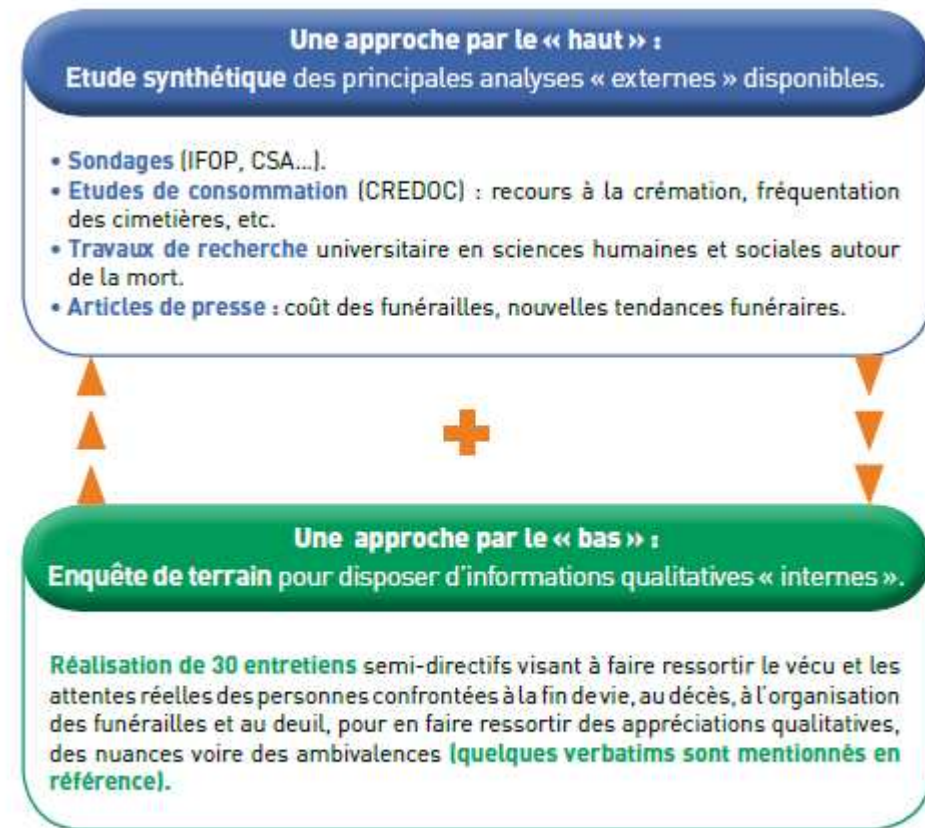 Une approche par le « haut » :
Etude synthétique des principales analyses « externes » disponibles.
• Sondages (IFOP, CSA...).
• Etudes de consommation (CREDOC) : recours à la crémation, fréquentation
des cimetières, etc.
• Travaux de recherche universitaire en sciences humaines et sociales autour
de la mort.
• Articles de presse : coût des funérailles, nouvelles tendances funéraires.
Une approche par le « bas » :
Enquête de terrain pour disposer d'informations qualitatives « internes ».
Réalisation de 30 entretiens semi-directifs visant à faire ressortir le vécu et les
attentes réelles des personnes confrontées à la fin de vie, au décès, à l'organisation
des funérailles et au deuil, pour en faire ressortir des appréciations qualitatives,
des nuances voire des ambivalences (quelques verbatims sont mentionnés en
référence).